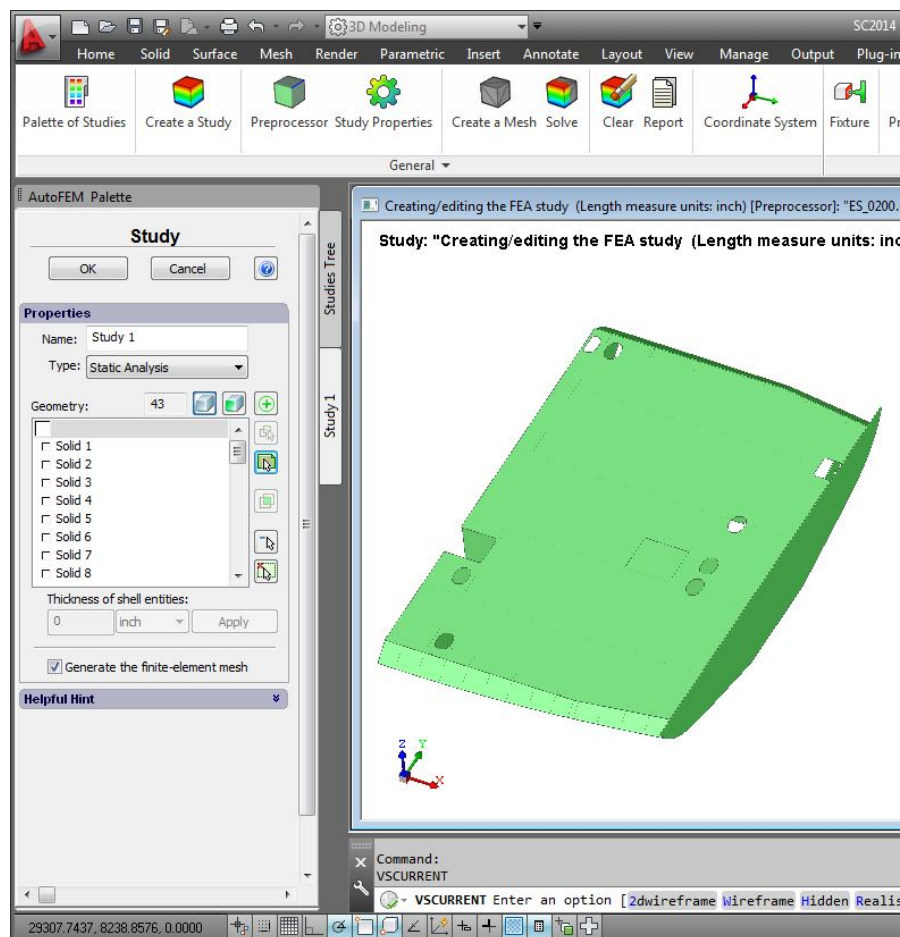 3D Modeling
SC2014
Home Solid Surface Mesh Render Parametric Insert Annotate Layout View Manage Output Plug-in
Palette of Studies Create a Study Preprocessor Study Properties Create a Mesh Solve Clear Report Coordinate System Fixture Pr
General
AutoFEM Palette
Creating/editing the FEA study (Length measure units: inch) [Preprocessor]: "ES_0200.
Study
Study: "Creating/editing the FEA study (Length measure units: inc
OK Cancel
Studies Tree
Properties
Name: Study 1
Type: Static Analysis
Study 1
Geometry: 43
Solid 1
Solid 2
Solid 3
Solid 4
Solid 5
Solid 6
Solid 7
Solid 8
Thickness of shell entities:
0 inch Apply
Generate the finite-element mesh
Helpful Hint
Z Y
X
Command:
VSCURRENT
VSCURRENT Enter an option [2dwireframe Wireframe Hidden Realis
29307.7437, 8238.8576, 0.0000